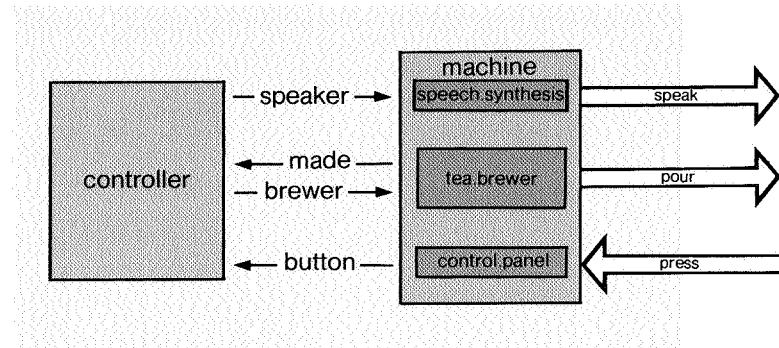 machine
speaker
speech.synthesis
speak
made
controller
tea.brewer
pour
brewer
button
control.panel
press